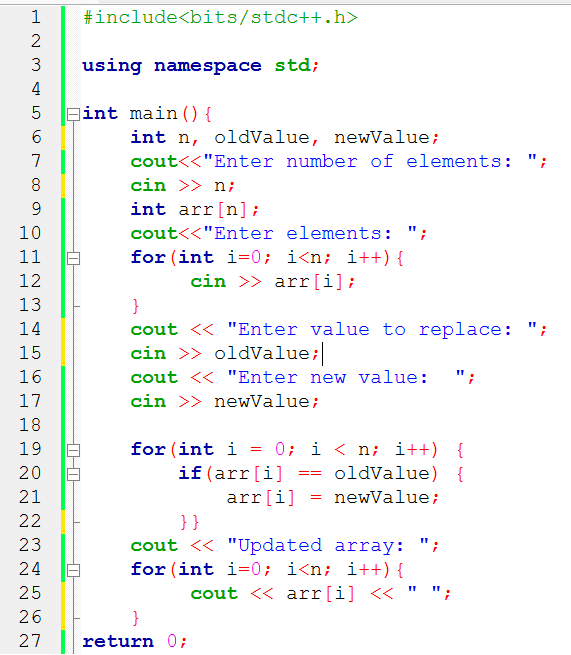 1 #include<bits/stdc++.h>
2
3 using namespace std;
4
5 int main(){
6     int n, oldValue, newValue;
7     cout<<"Enter number of elements: ";
8     cin >> n;
9     int arr[n];
10     cout<<"Enter elements: ";
11     for(int i=0; i<n; i++){
12          cin >> arr[i];
13     }
14     cout << "Enter value to replace: ";
15     cin >> oldValue;
16     cout << "Enter new value:  ";
17     cin >> newValue;
18
19     for(int i = 0; i < n; i++) {
20         if(arr[i] == oldValue) {
21             arr[i] = newValue;
22         }}
23     cout << "Updated array: ";
24     for(int i=0; i<n; i++){
25          cout << arr[i] << " ";
26     }
27 return 0;